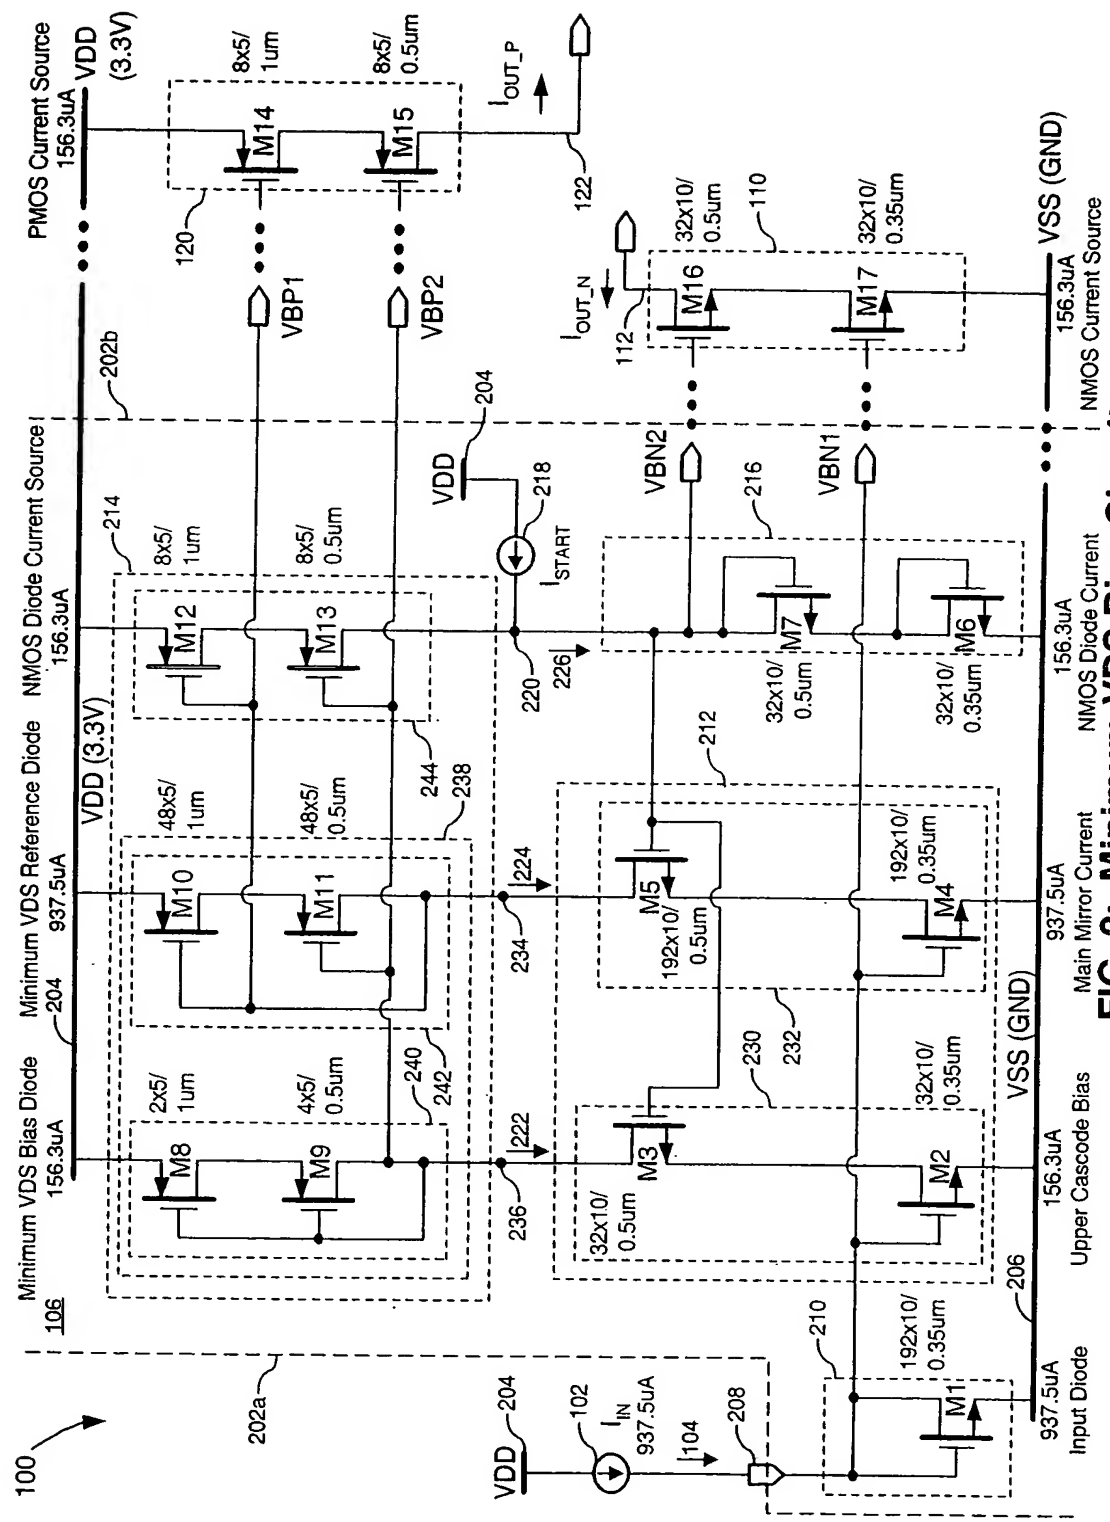 100
106
Minimum VDS Bias Diode
156.3uA
204
Minimum VDS Reference Diode
937.5uA
VDD (3.3V)
NMOS Diode Current Source
156.3uA
214
202b
PMOS Current Source
156.3uA
VDD
(3.3V)
2x5/
1um
M8
4x5/
0.5um
M9
240
242
48x5/
1um
M10
48x5/
0.5um
M11
238
244
8x5/
1um
M12
8x5/
0.5um
M13
VBP1
VBP2
120
8x5/
1um
M14
8x5/
0.5um
M15
IOUT_P
122
202a
236
222
234
224
220
226
ISTART
218
VDD
204
VDD
204
102
IIN
937.5uA
104
208
210
192x10/
0.35um
M1
32x10/
0.5um
M3
230
32x10/
0.35um
M2
232
192x10/
0.5um
M5
212
192x10/
0.35um
M4
32x10/
0.5um
M7
216
32x10/
0.35um
M6
VBN2
VBN1
IOUT_N
112
32x10/
0.5um
M16
110
32x10/
0.35um
M17
937.5uA
Input Diode
206
156.3uA
Upper Cascode Bias
VSS (GND)
937.5uA
Main Mirror Current
156.3uA
NMOS Diode Current
156.3uA
NMOS Current Source
VSS (GND)